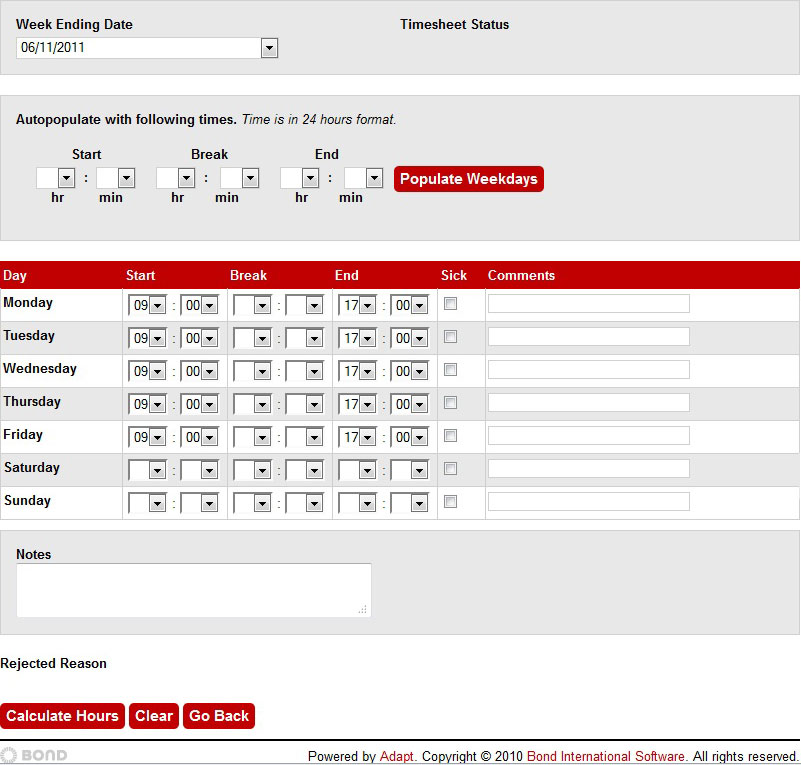 Week Ending Date Timesheet Status
06/11/2011
Autopopulate with following times. Time is in 24 hours format.
Start Break End
: : : Populate Weekdays
hr min hr min hr min
Day Start Break End Sick Comments
Monday 09 : 00 : 17 : 00
Tuesday 09 : 00 : 17 : 00
Wednesday 09 : 00 : 17 : 00
Thursday 09 : 00 : 17 : 00
Friday 09 : 00 : 17 : 00
Saturday : : :
Sunday : : :
Notes
Rejected Reason
Calculate Hours Clear Go Back
BOND Powered by Adapt. Copyright © 2010 Bond International Software. All rights reserved.